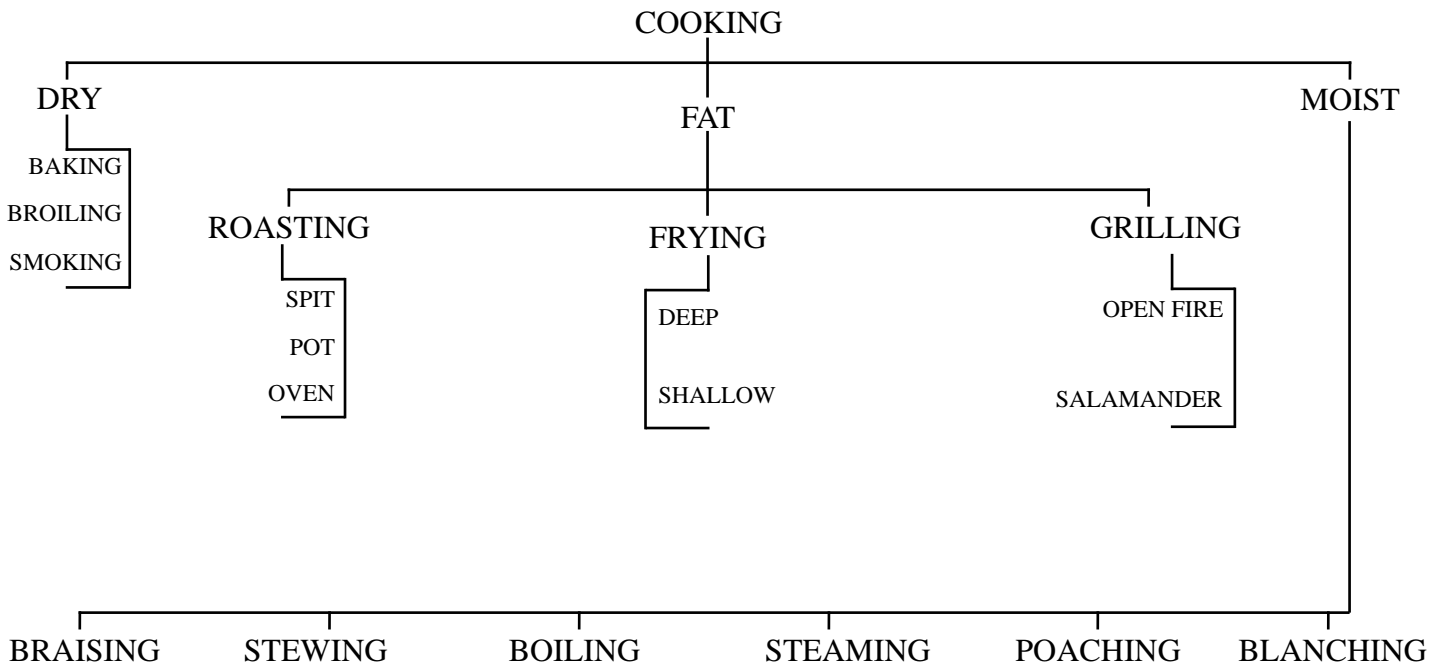 COOKING
DRY
FAT
MOIST
BAKING
BROILING
SMOKING
ROASTING
FRYING
GRILLING
SPIT
POT
OVEN
DEEP
SHALLOW
OPEN FIRE
SALAMANDER
BRAISING
STEWING
BOILING
STEAMING
POACHING
BLANCHING